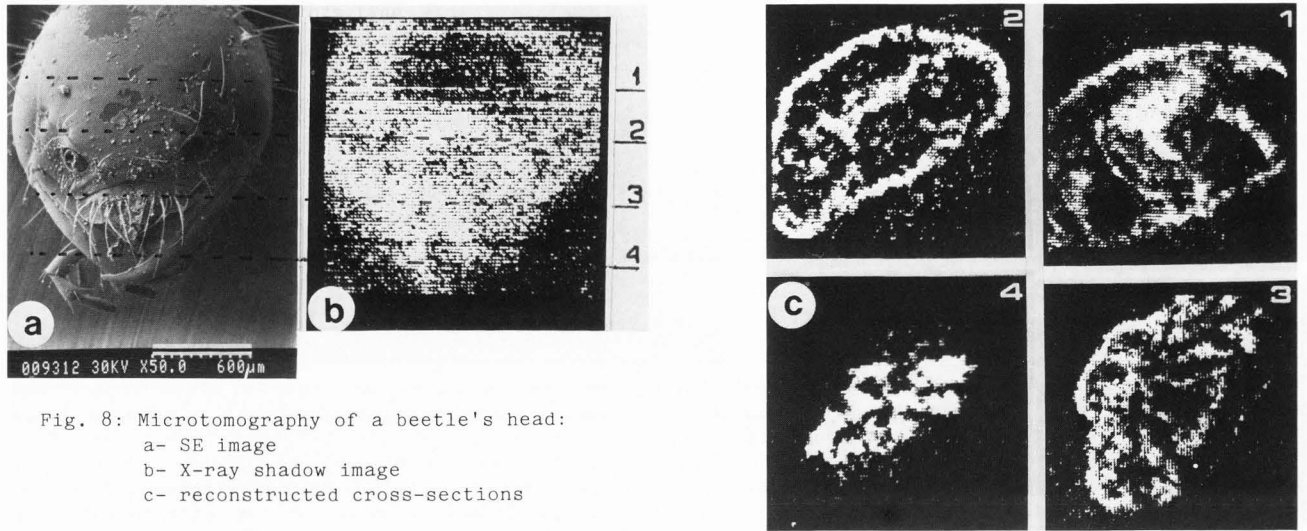 a
009312 30KV X50.0 600µm
b
1
2
3
4
2
1
c
4
3
Fig. 8: Microtomography of a beetle's head:
a- SE image
b- X-ray shadow image
c- reconstructed cross-sections